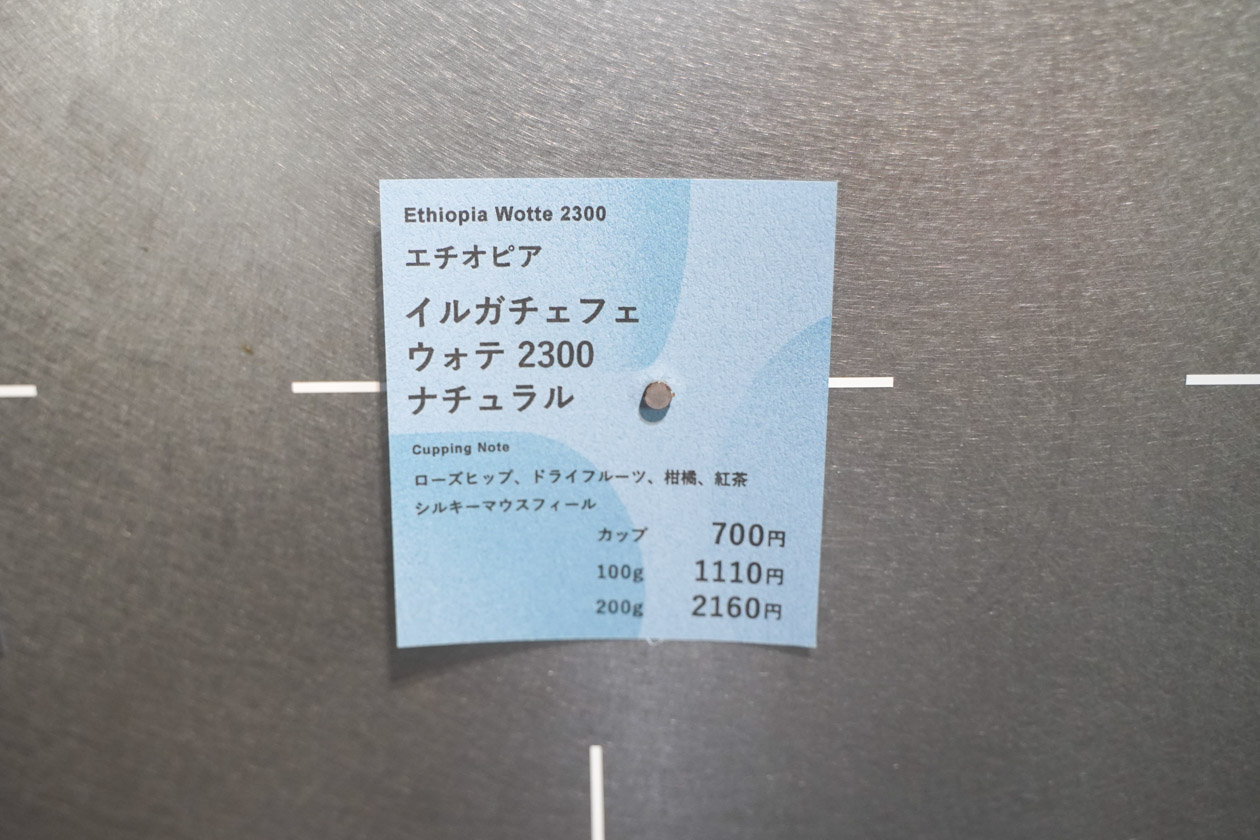 Ethiopia Wotte 2300
エチオピア
イルガチェフェ
ウォテ 2300
ナチュラル
Cupping Note
ローズヒップ、ドライフルーツ、柑橘、紅茶
シルキーマウスフィール
カップ 700円
100g 1110円
200g 2160円